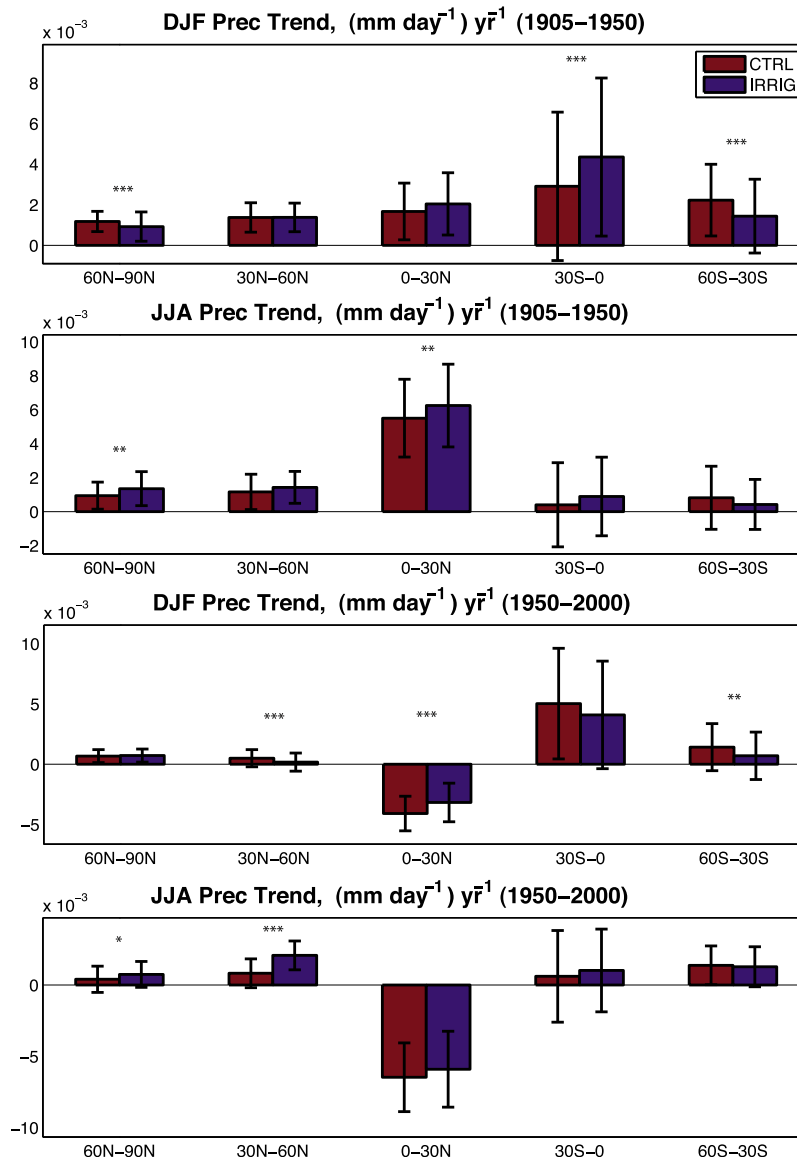 DJF Prec Trend, (mm day⁻¹) yr⁻¹ (1905–1950)
x 10⁻³
8
6
4
2
0
***
***
***
CTRL
IRRIG
60N–90N 30N–60N 0–30N 30S–0 60S–30S
JJA Prec Trend, (mm day⁻¹) yr⁻¹ (1905–1950)
x 10⁻³
10
8
6
4
2
0
−2
**
**
60N–90N 30N–60N 0–30N 30S–0 60S–30S
DJF Prec Trend, (mm day⁻¹) yr⁻¹ (1950–2000)
x 10⁻³
10
5
0
−5
***
***
**
60N–90N 30N–60N 0–30N 30S–0 60S–30S
JJA Prec Trend, (mm day⁻¹) yr⁻¹ (1950–2000)
x 10⁻³
0
−5
−10
*
***
60N–90N 30N–60N 0–30N 30S–0 60S–30S